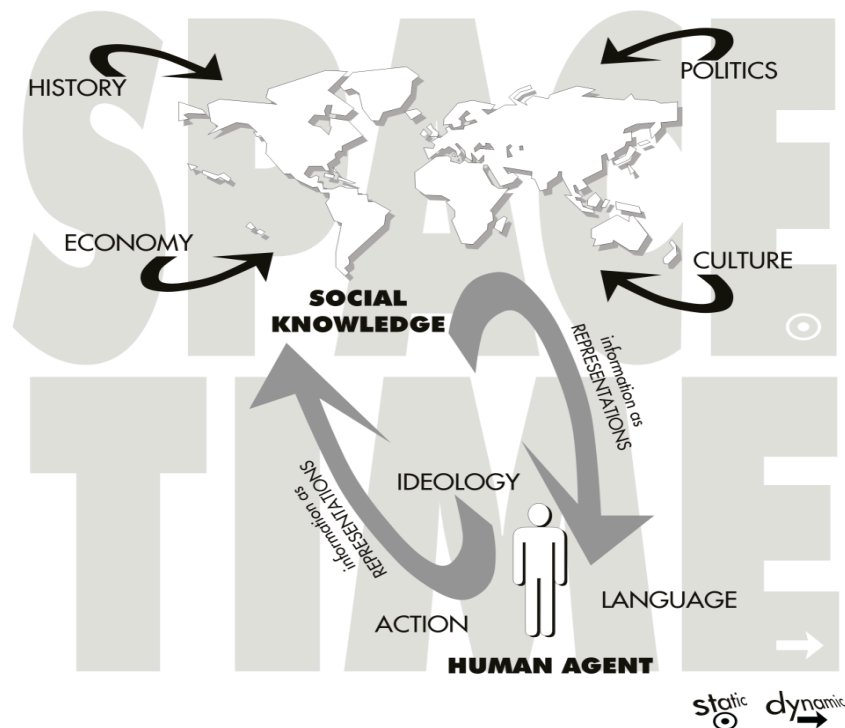 SPACE
HISTORY
POLITICS
ECONOMY
CULTURE
SOCIAL
KNOWLEDGE
information as
REPRESENTATIONS
TIME
IDEOLOGY
information as
REPRESENTATIONS
LANGUAGE
ACTION
HUMAN AGENT
static dynamic